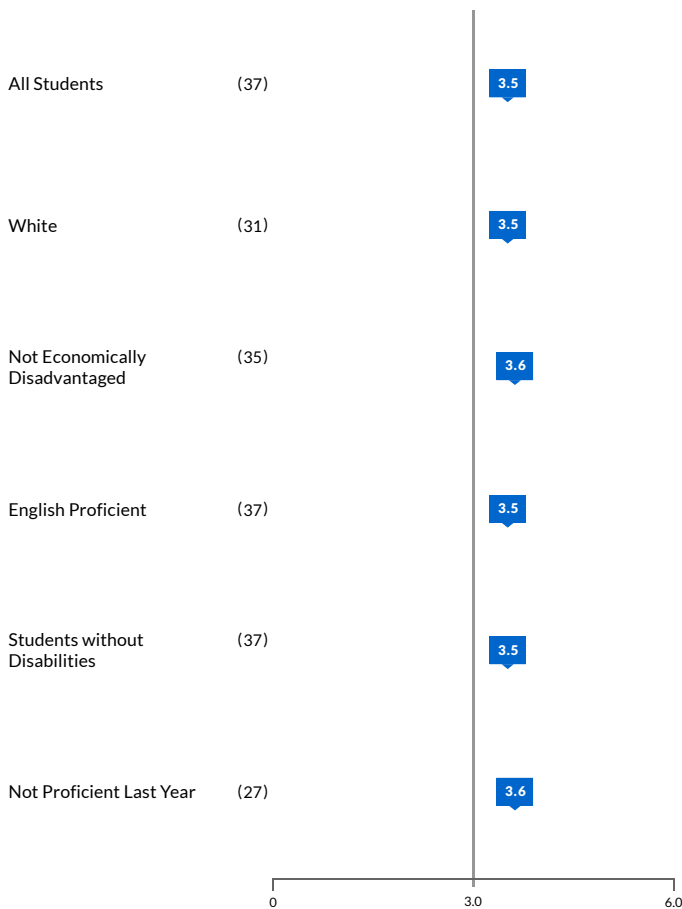 All Students (37) 3.5
White (31) 3.5
Not Economically (35) 3.6
Disadvantaged
English Proficient (37) 3.5
Students without (37) 3.5
Disabilities
Not Proficient Last Year (27) 3.6
0 3.0 6.0